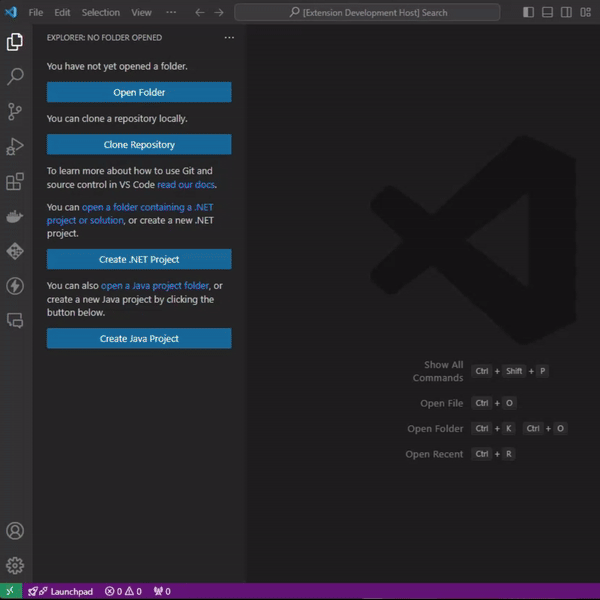 File Edit Selection View ··· [Extension Development Host] Search
EXPLORER: NO FOLDER OPENED ···
You have not yet opened a folder.
Open Folder
You can clone a repository locally.
Clone Repository
To learn more about how to use Git and
source control in VS Code read our docs.
You can open a folder containing a .NET
project or solution, or create a new .NET
project.
Create .NET Project
You can also open a Java project folder, or
create a new Java project by clicking the
button below.
Create Java Project
Show All
Commands Ctrl + Shift + P
Open File Ctrl + O
Open Folder Ctrl + K Ctrl + O
Open Recent Ctrl + R
Launchpad 0 0 0